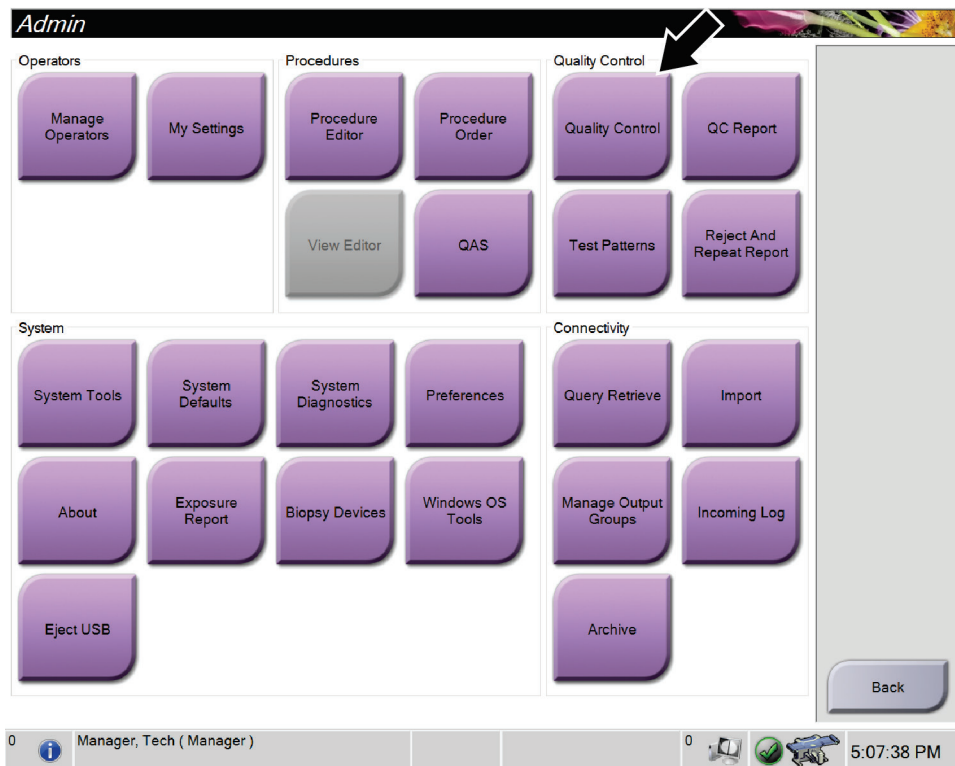 Admin
Operators
Manage
Operators
My Settings
Procedures
Procedure
Editor
Procedure
Order
View Editor
QAS
Quality Control
Quality Control
QC Report
Test Patterns
Reject And
Repeat Report
System
System Tools
System
Defaults
System
Diagnostics
Preferences
About
Exposure
Report
Biopsy Devices
Windows OS
Tools
Eject USB
Connectivity
Query Retrieve
Import
Manage Output
Groups
Incoming Log
Archive
Back
0
Manager, Tech ( Manager )
0
5:07:38 PM